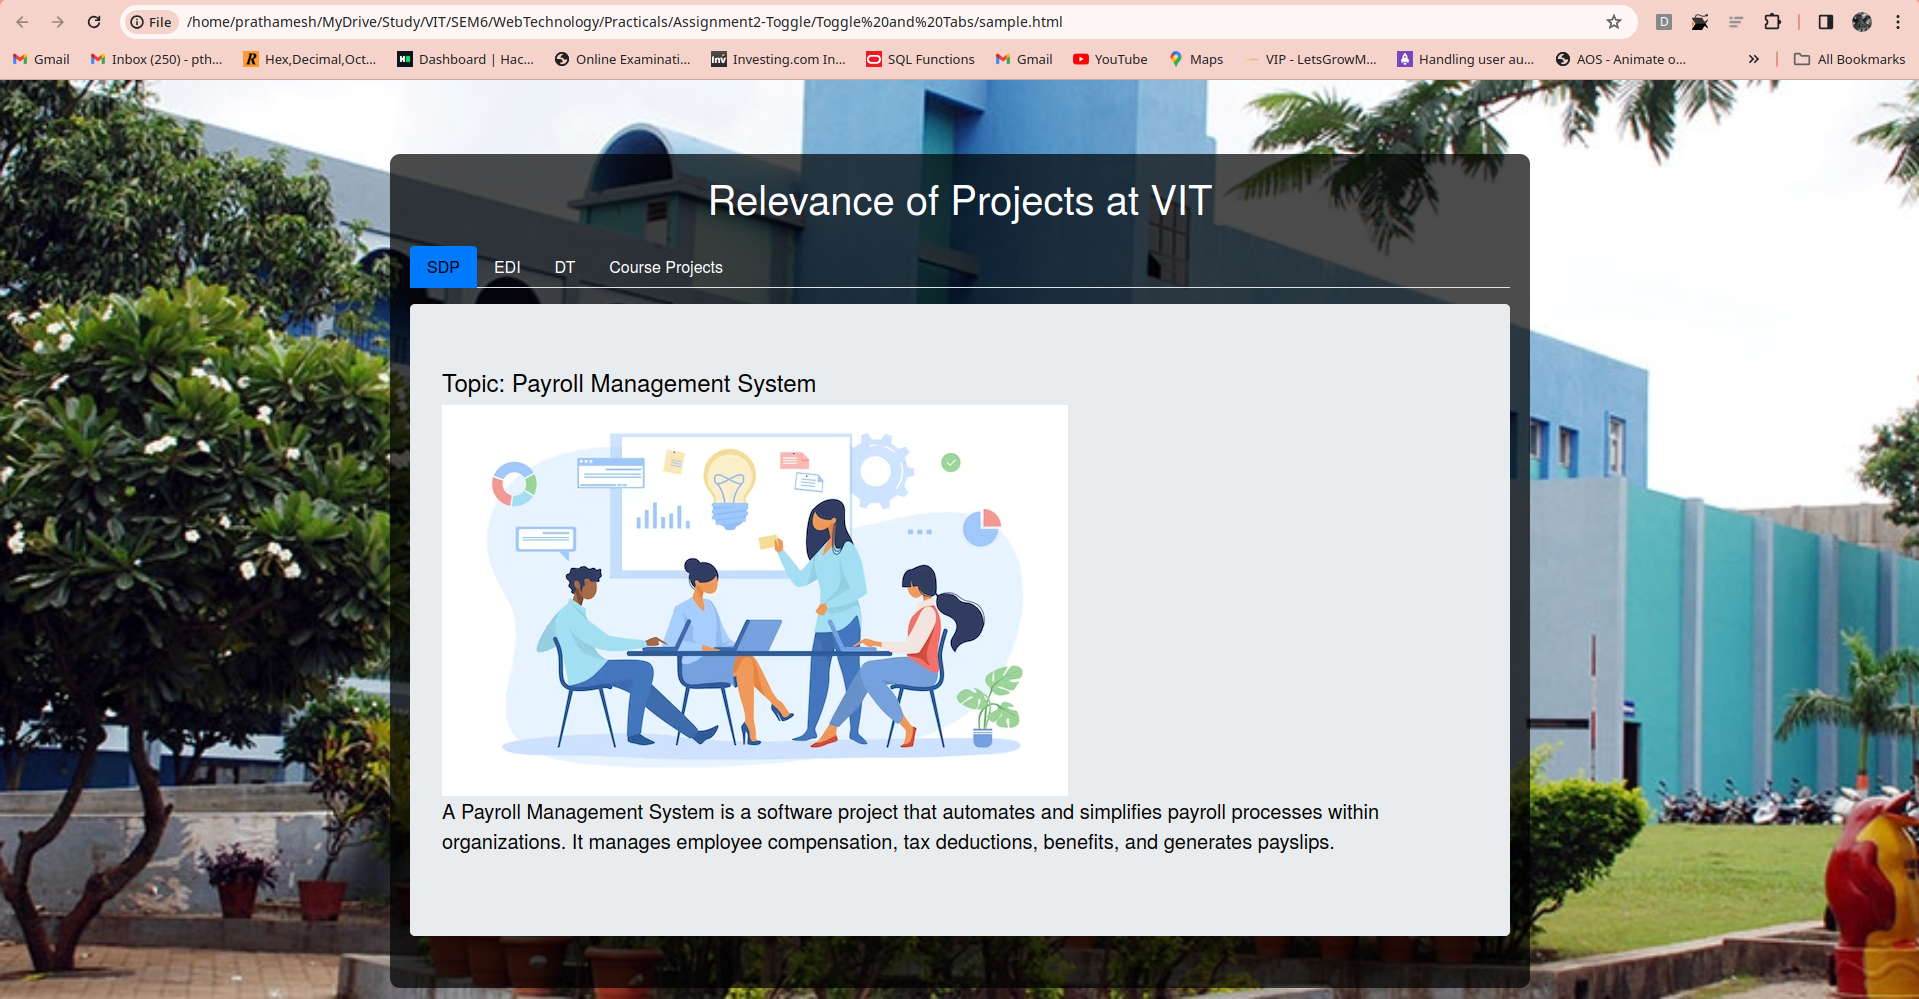 File /home/prathamesh/MyDrive/Study/VIT/SEM6/WebTechnology/Practicals/Assignment2-Toggle/Toggle%20and%20Tabs/sample.html
Gmail Inbox (250) - pth... Hex,Decimal,Oct... Dashboard | Hac... Online Examinati... Investing.com In... SQL Functions Gmail YouTube Maps VIP - LetsGrowM... Handling user au... AOS - Animate o... » All Bookmarks
Relevance of Projects at VIT
SDP EDI DT Course Projects
Topic: Payroll Management System
A Payroll Management System is a software project that automates and simplifies payroll processes within
organizations. It manages employee compensation, tax deductions, benefits, and generates payslips.